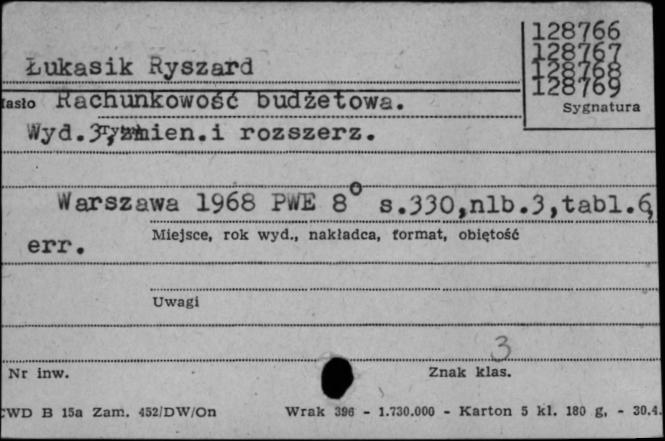 128766
128767
128768
128769
Sygnatura
Łukasik Ryszard
Hasło Rachunkowość budżetowa.
Wyd.3, zmien.i rozszerz.
Warszawa 1968 PWE 8° s.330,nlb.3,tabl.6,
err.
Miejsce, rok wyd., nakładca, format, objętość
Uwagi
3
Nr inw.
Znak klas.
CWD B 15a Zam. 452/DW/On Wrak 396 - 1.730.000 - Karton 5 kl. 180 g, - 30.4.